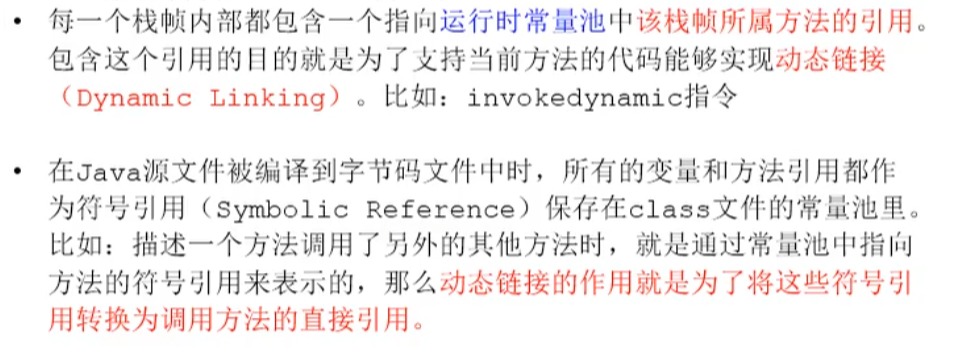 • 每一个栈帧内部都包含一个指向运行时常量池中该栈帧所属方法的引用。
包含这个引用的目的就是为了支持当前方法的代码能够实现动态链接
（Dynamic Linking）。比如：invokedynamic指令
• 在Java源文件被编译到字节码文件中时，所有的变量和方法引用都作
为符号引用（Symbolic Reference）保存在class文件的常量池里。
比如：描述一个方法调用了另外的其他方法时，就是通过常量池中指向
方法的符号引用来表示的，那么动态链接的作用就是为了将这些符号引
用转换为调用方法的直接引用。